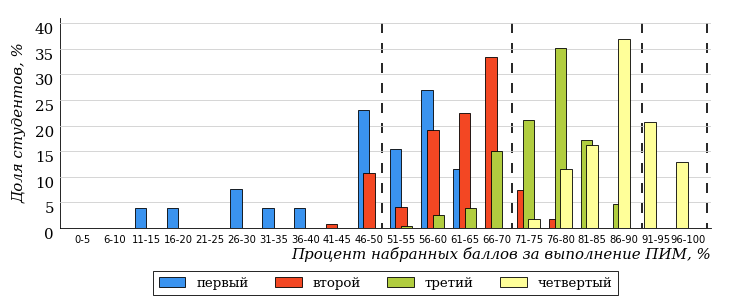 Доля студентов, %
40
35
30
25
20
15
10
5
0
0-5 6-10 11-15 16-20 21-25 26-30 31-35 36-40 41-45 46-50 51-55 56-60 61-65 66-70 71-75 76-80 81-85 86-90 91-95 96-100
Процент набранных баллов за выполнение ПИМ, %
первый второй третий четвертый